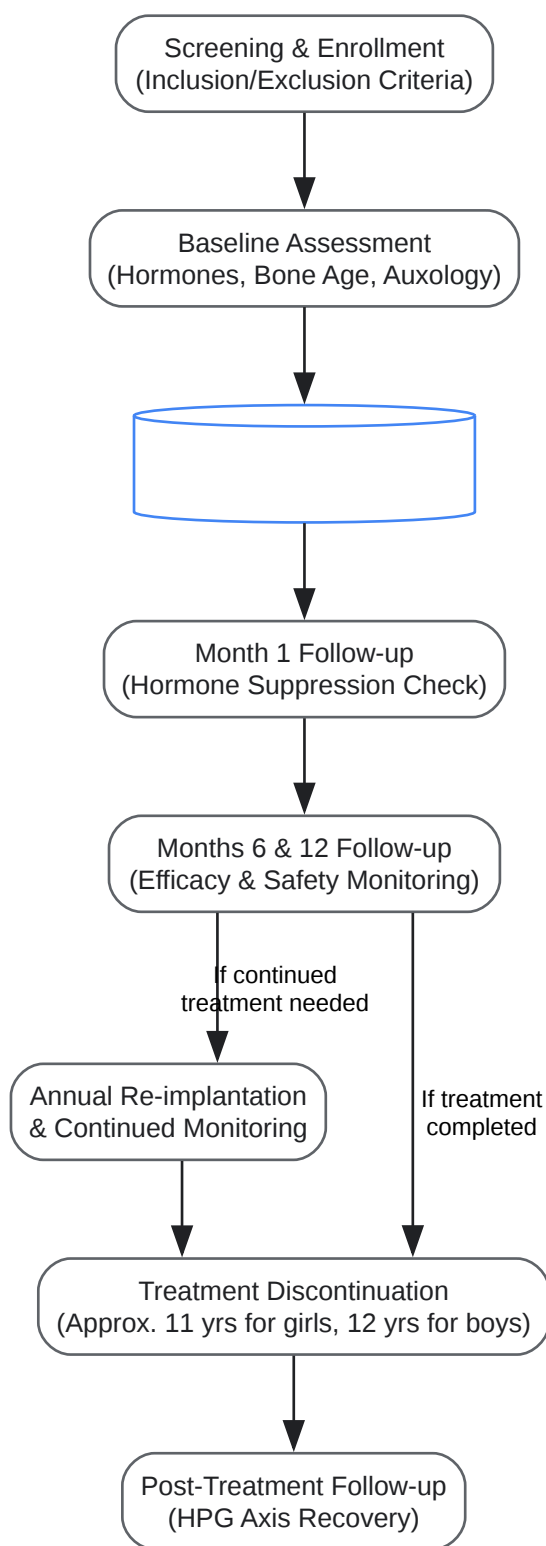 Screening & Enrollment
(Inclusion/Exclusion Criteria)
Baseline Assessment
(Hormones, Bone Age, Auxology)
Month 1 Follow-up
(Hormone Suppression Check)
Months 6 & 12 Follow-up
(Efficacy & Safety Monitoring)
If continued
treatment needed
Annual Re-implantation
& Continued Monitoring
If treatment
completed
Treatment Discontinuation
(Approx. 11 yrs for girls, 12 yrs for boys)
Post-Treatment Follow-up
(HPG Axis Recovery)